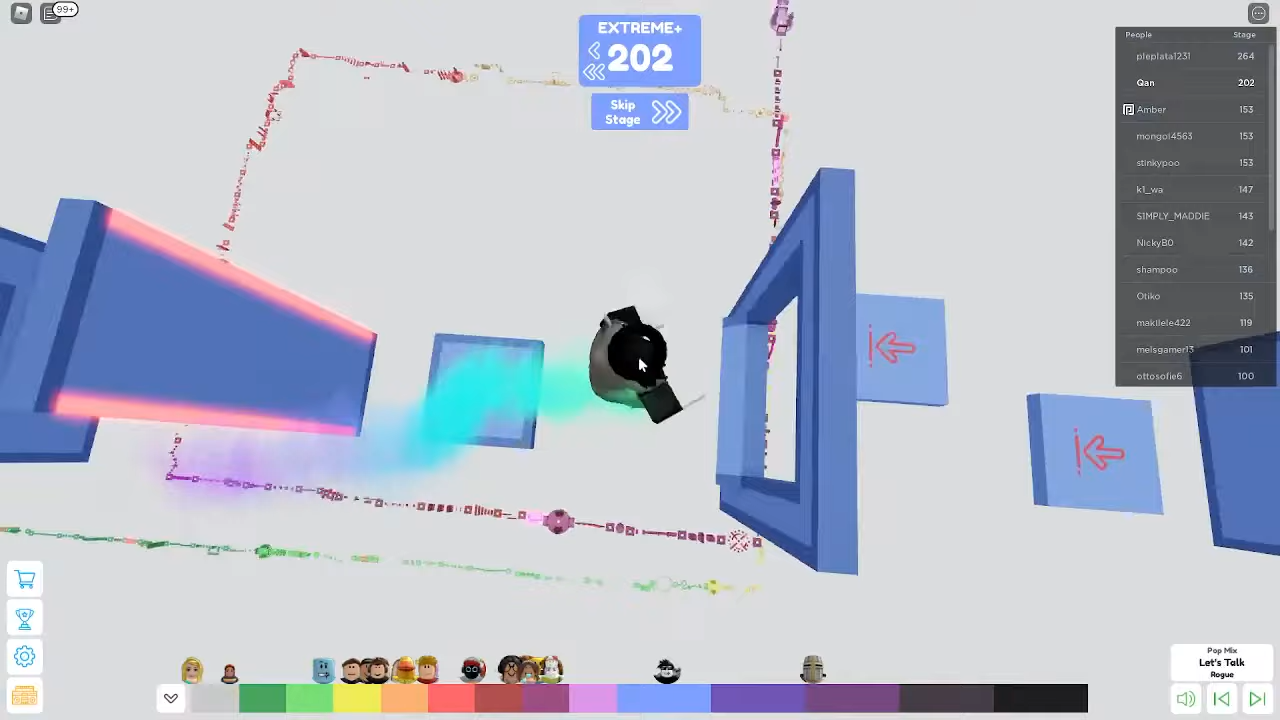 99+
EXTREME+
202
Skip
Stage
People Stage
pleplata1231 264
Qan 202
Amber 153
mongol4563 153
stinkypoo 153
k1_wa 147
SIMPLY_MADDIE 143
NickyB0 142
shampoo 136
Otiko 135
makilele422 119
melsgamer13 101
ottosofie6 100
Pop Mix
Let's Talk
Rogue